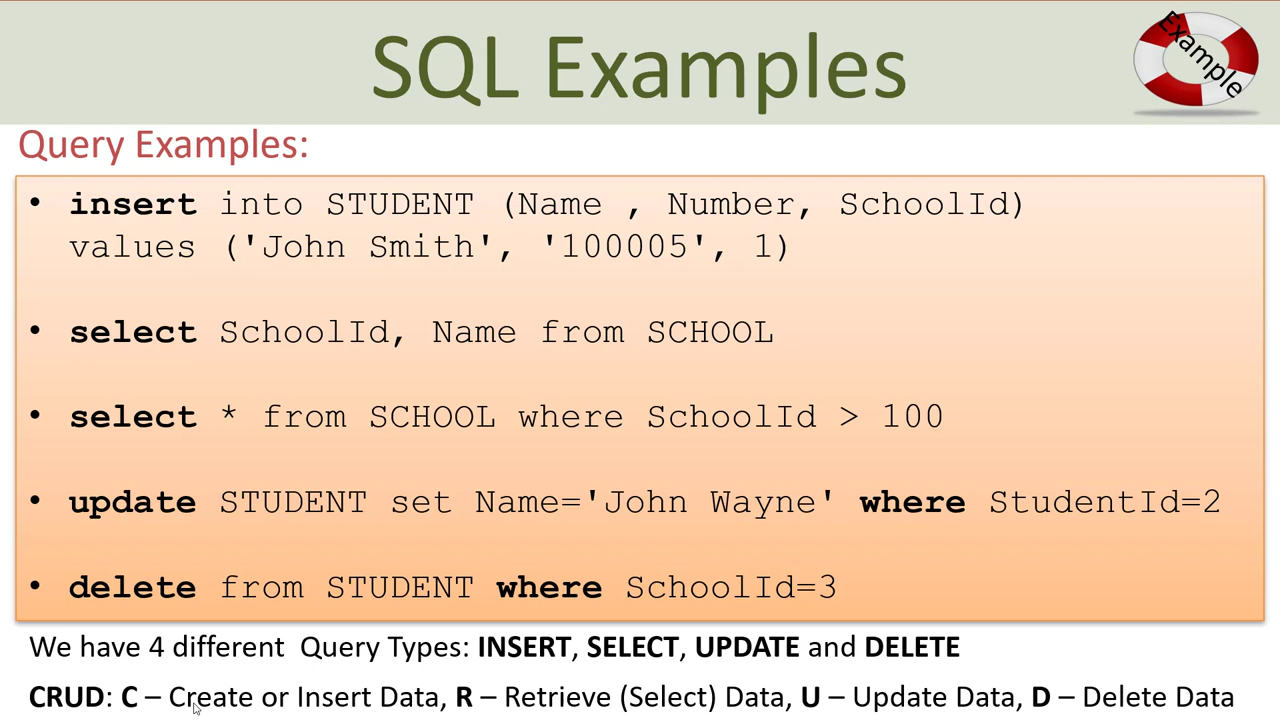 SQL Examples
Example
Query Examples:
• insert into STUDENT (Name , Number, SchoolId)
values ('John Smith', '100005', 1)
• select SchoolId, Name from SCHOOL
• select * from SCHOOL where SchoolId > 100
• update STUDENT set Name='John Wayne' where StudentId=2
• delete from STUDENT where SchoolId=3
We have 4 different  Query Types: INSERT, SELECT, UPDATE and DELETE
CRUD: C – Create or Insert Data, R – Retrieve (Select) Data, U – Update Data, D – Delete Data